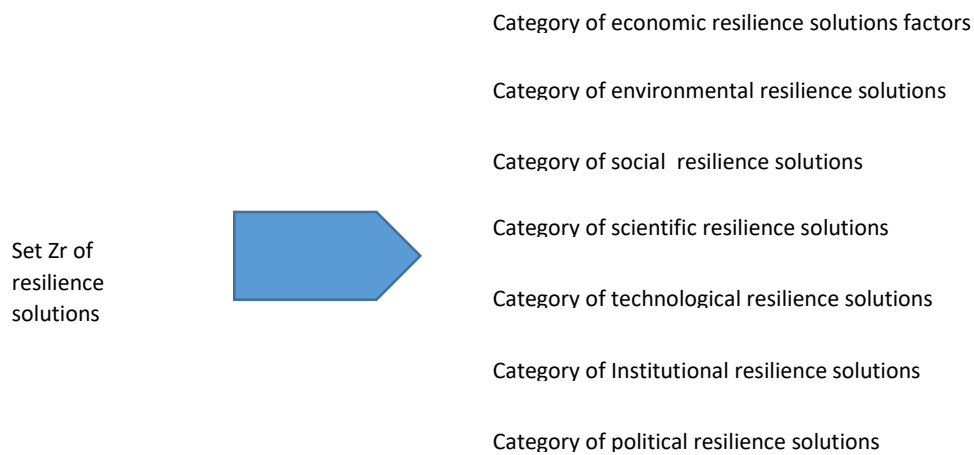 Category of economic resilience solutions factors
Category of environmental resilience solutions
Category of social  resilience solutions
Category of scientific resilience solutions
Set Zr of
resilience
solutions
Category of technological resilience solutions
Category of Institutional resilience solutions
Category of political resilience solutions